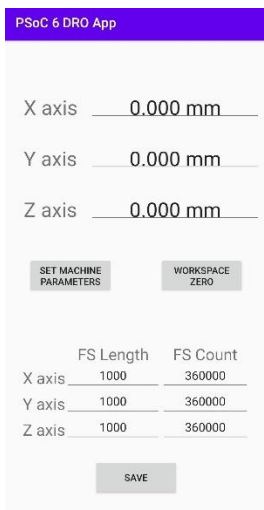 PSoC 6 DRO App
X axis 0.000 mm
Y axis 0.000 mm
Z axis 0.000 mm
SET MACHINE WORKSPACE
PARAMETERS ZERO
FS Length FS Count
X axis 1000 360000
Y axis 1000 360000
Z axis 1000 360000
SAVE